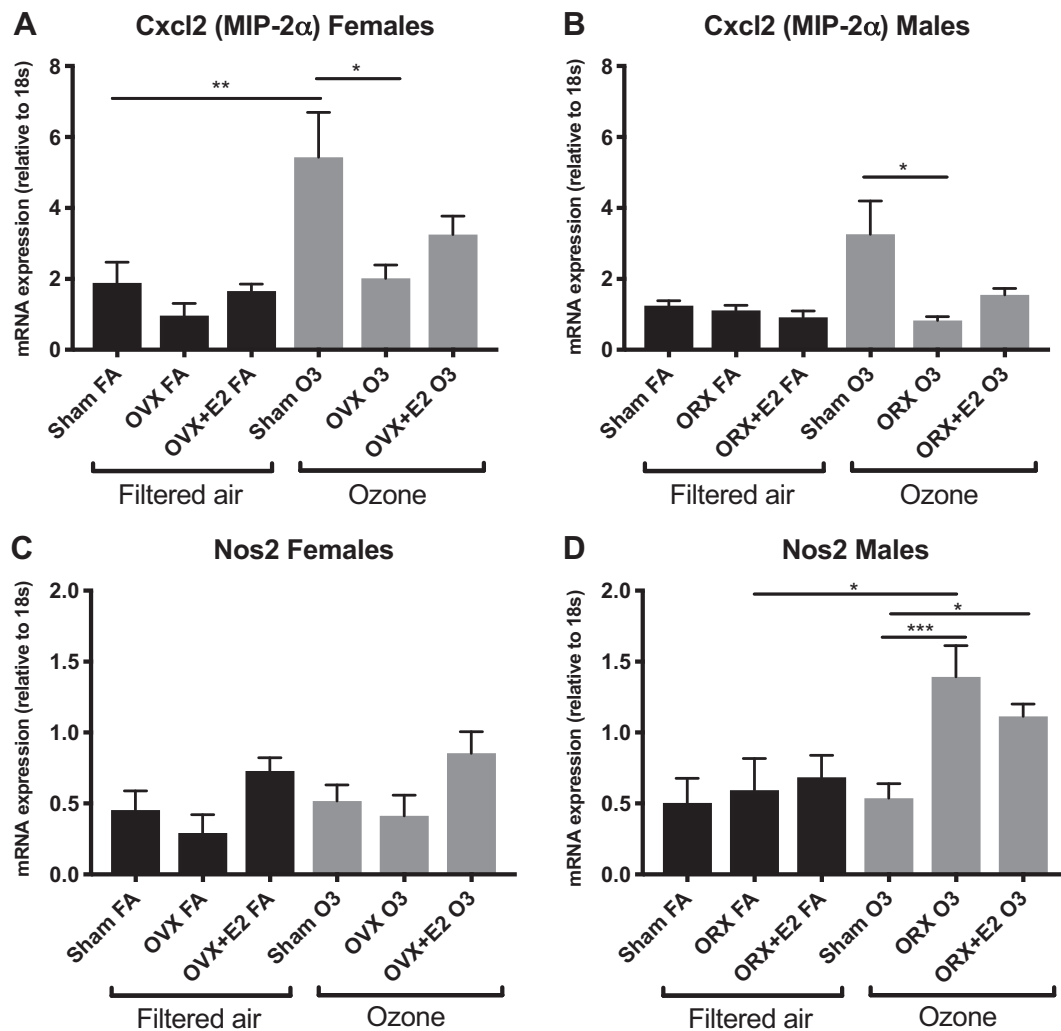 A
Cxcl2 (MIP-2α) Females
mRNA expression (relative to 18s)
8
6
4
2
0
**
*
Sham FA
OVX FA
OVX+E2 FA
Sham O3
OVX O3
OVX+E2 O3
Filtered air
Ozone
B
Cxcl2 (MIP-2α) Males
mRNA expression (relative to 18s)
8
6
4
2
0
*
Sham FA
ORX FA
ORX+E2 FA
Sham O3
ORX O3
ORX+E2 O3
Filtered air
Ozone
C
Nos2 Females
mRNA expression (relative to 18s)
2.0
1.5
1.0
0.5
0.0
Sham FA
OVX FA
OVX+E2 FA
Sham O3
OVX O3
OVX+E2 O3
Filtered air
Ozone
D
Nos2 Males
mRNA expression (relative to 18s)
2.0
1.5
1.0
0.5
0.0
*
*
***
Sham FA
ORX FA
ORX+E2 FA
Sham O3
ORX O3
ORX+E2 O3
Filtered air
Ozone